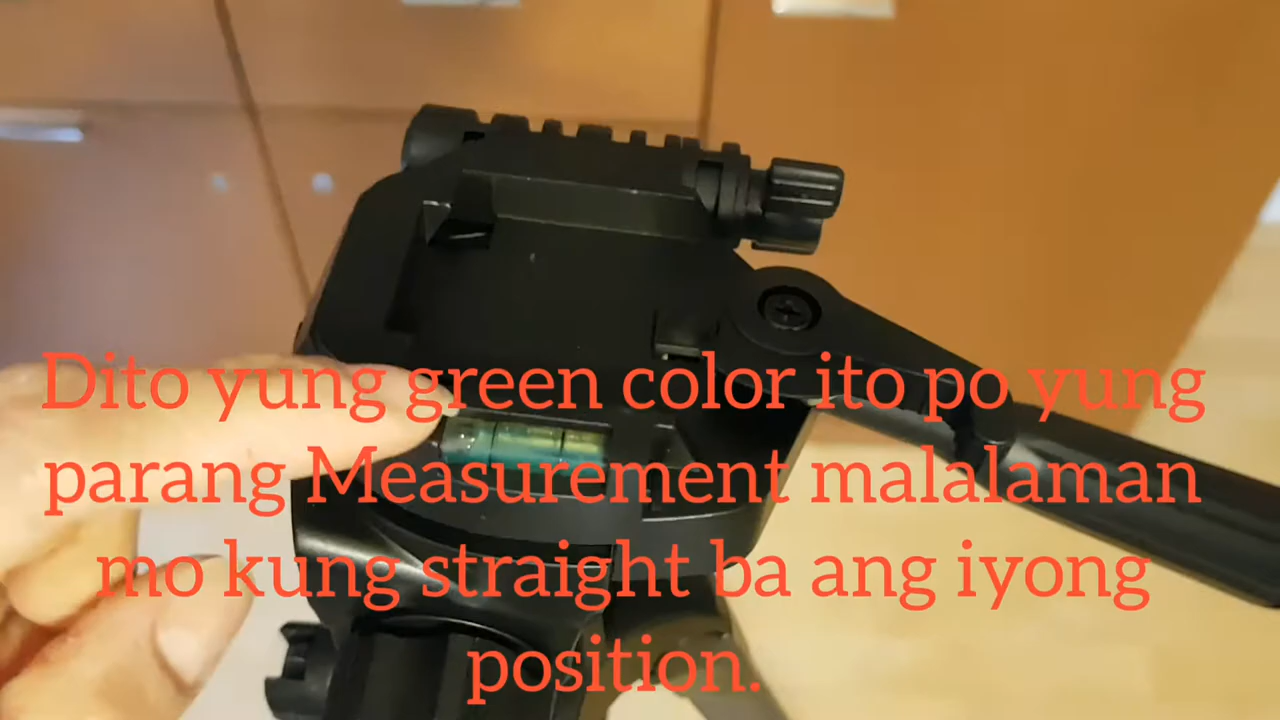 Dito yung green color ito po yung
parang Measurement malalaman
mo kung straight ba ang iyong
position.